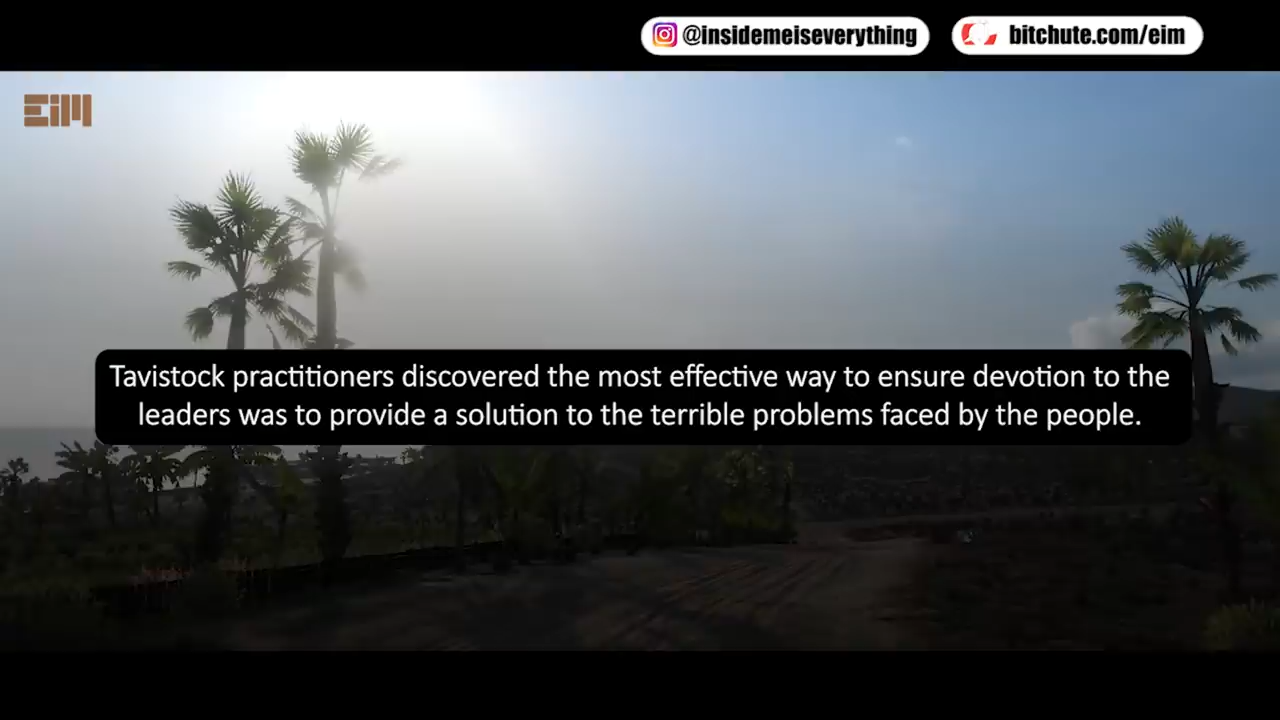 @insidemeiseverything
bitchute.com/eim
EiM
Tavistock practitioners discovered the most effective way to ensure devotion to the
leaders was to provide a solution to the terrible problems faced by the people.